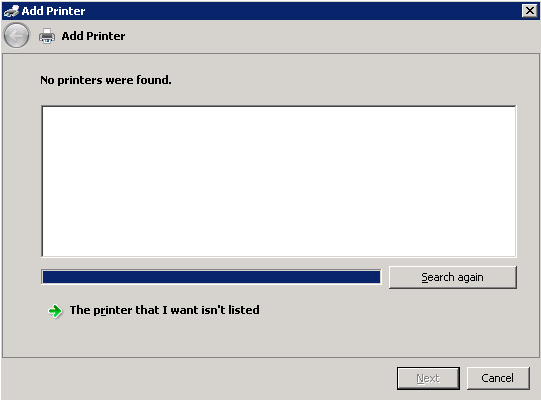 Add Printer
Add Printer
No printers were found.
Search again
The printer that I want isn't listed
Next
Cancel